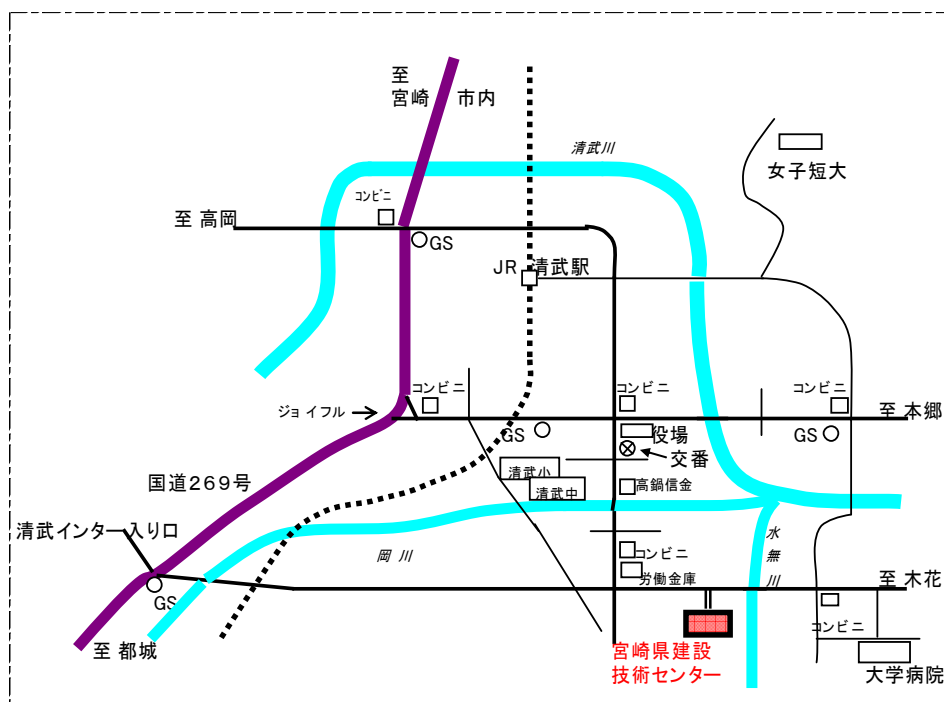 至
宮崎 市内
清武川
女子短大
コンビニ
至 高岡
GS
JR 清武駅
コンビニ
コンビニ
コンビニ
ジョイフル
至 本郷
GS
役場
GS
交番
清武小
国道269号
高鍋信金
清武中
清武インター入り口
岡川
水無川
コンビニ
労働金庫
至 木花
GS
コンビニ
至 都城
宮崎県建設
技術センター
大学病院